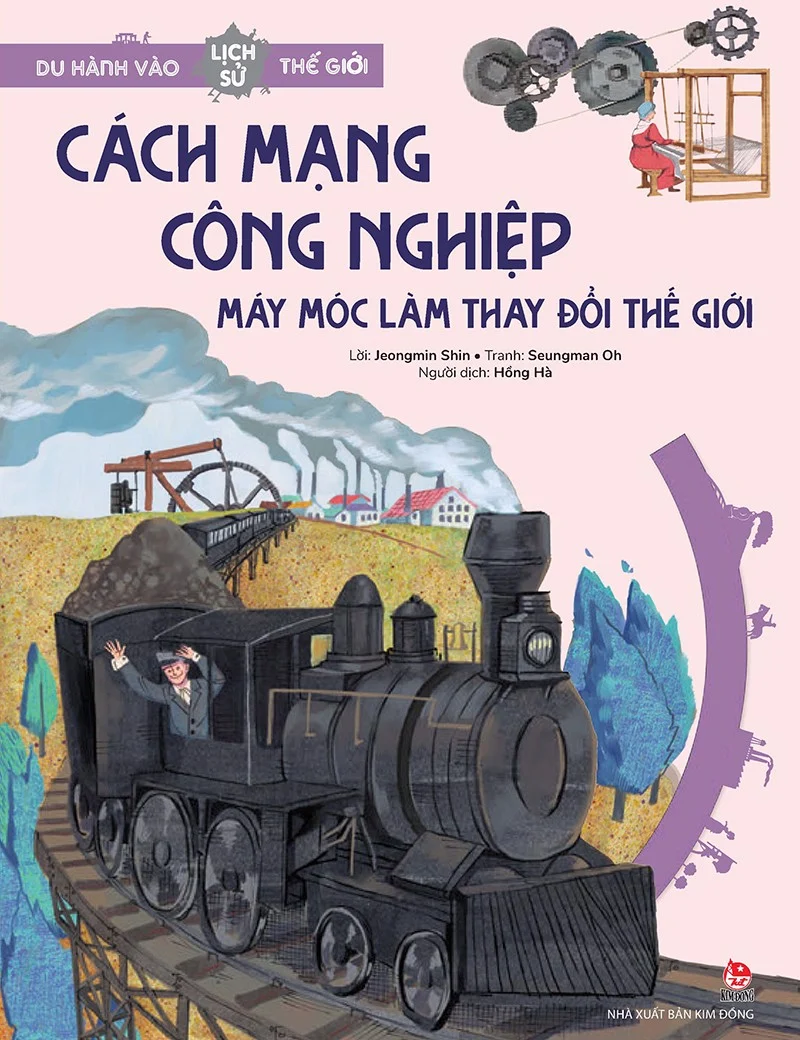 DU HÀNH VÀO LỊCH SỬ THẾ GIỚI
CÁCH MẠNG
CÔNG NGHIỆP
MÁY MÓC LÀM THAY ĐỔI THẾ GIỚI
Lời: Jeongmin Shin • Tranh: Seungman Oh
Người dịch: Hồng Hà
KIM ĐỒNG
NHÀ XUẤT BẢN KIM ĐỒNG